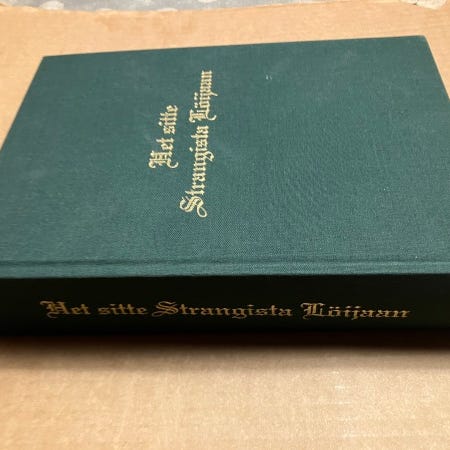 Het sitte
Strangista Löijaan
Het sitte Strangista Löijaan